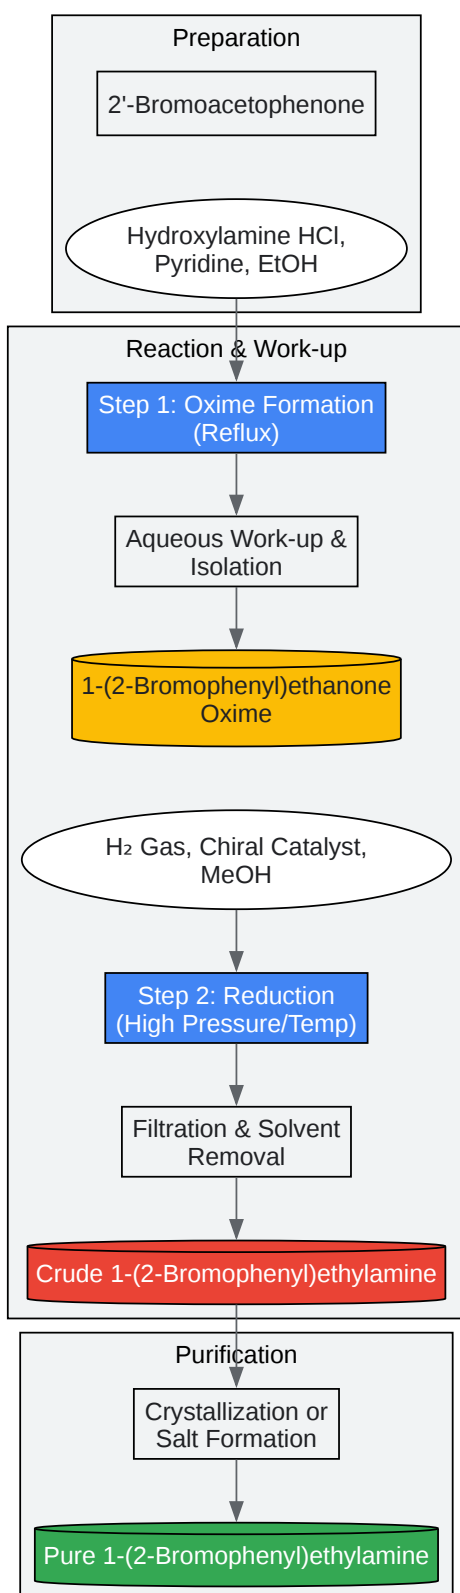 Preparation
2'-Bromoacetophenone
Hydroxylamine HCl,
Pyridine, EtOH
Reaction & Work-up
Step 1: Oxime Formation
(Reflux)
Aqueous Work-up &
Isolation
1-(2-Bromophenyl)ethanone
Oxime
H₂ Gas, Chiral Catalyst,
MeOH
Step 2: Reduction
(High Pressure/Temp)
Filtration & Solvent
Removal
Crude 1-(2-Bromophenyl)ethylamine
Purification
Crystallization or
Salt Formation
Pure 1-(2-Bromophenyl)ethylamine